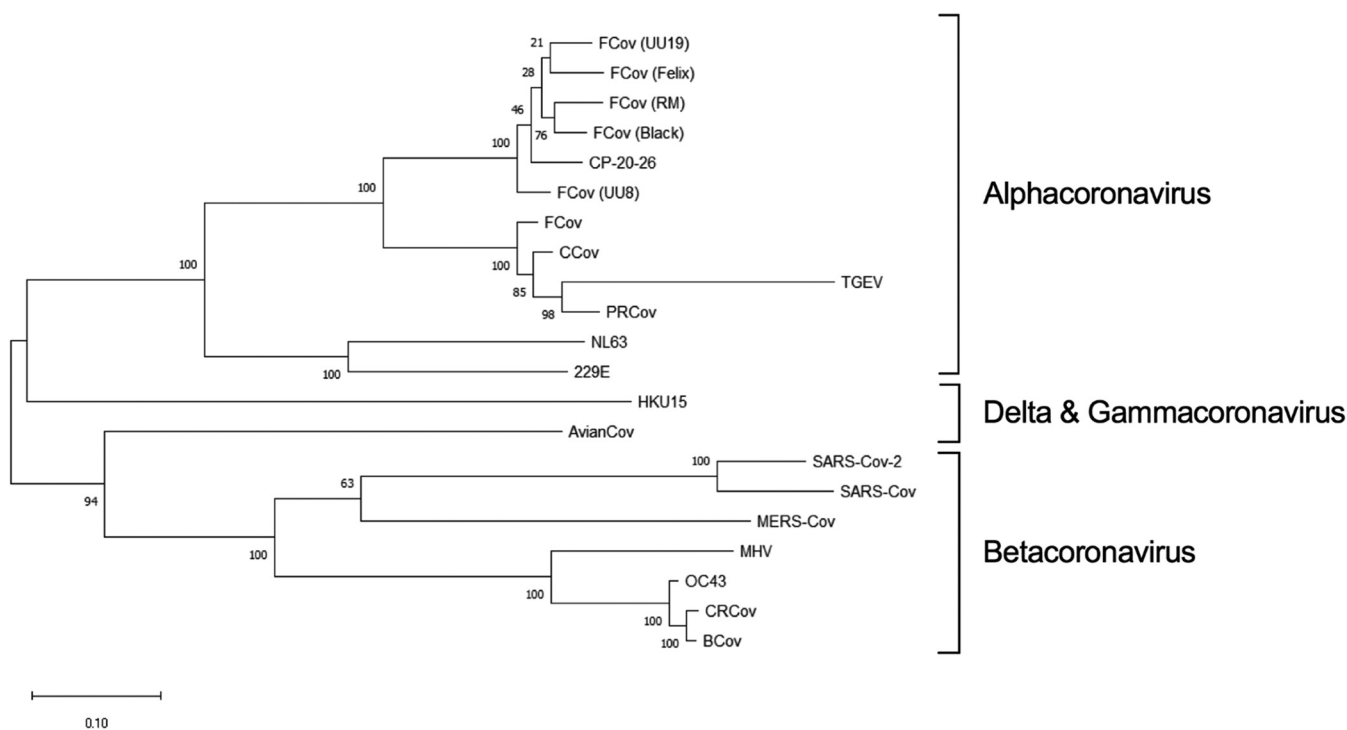 21
FCov (UU19)
28
FCov (Felix)
46
FCov (RM)
76
FCov (Black)
100
CP-20-26
100
FCov (UU8)
Alphacoronavirus
FCov
100
CCov
100
85
TGEV
98
PRCov
NL63
100
229E
HKU15
Delta & Gammacoronavirus
AvianCov
94
100
SARS-Cov-2
63
SARS-Cov
MERS-Cov
100
MHV
Betacoronavirus
100
OC43
100
CRCov
100
BCov
0.10